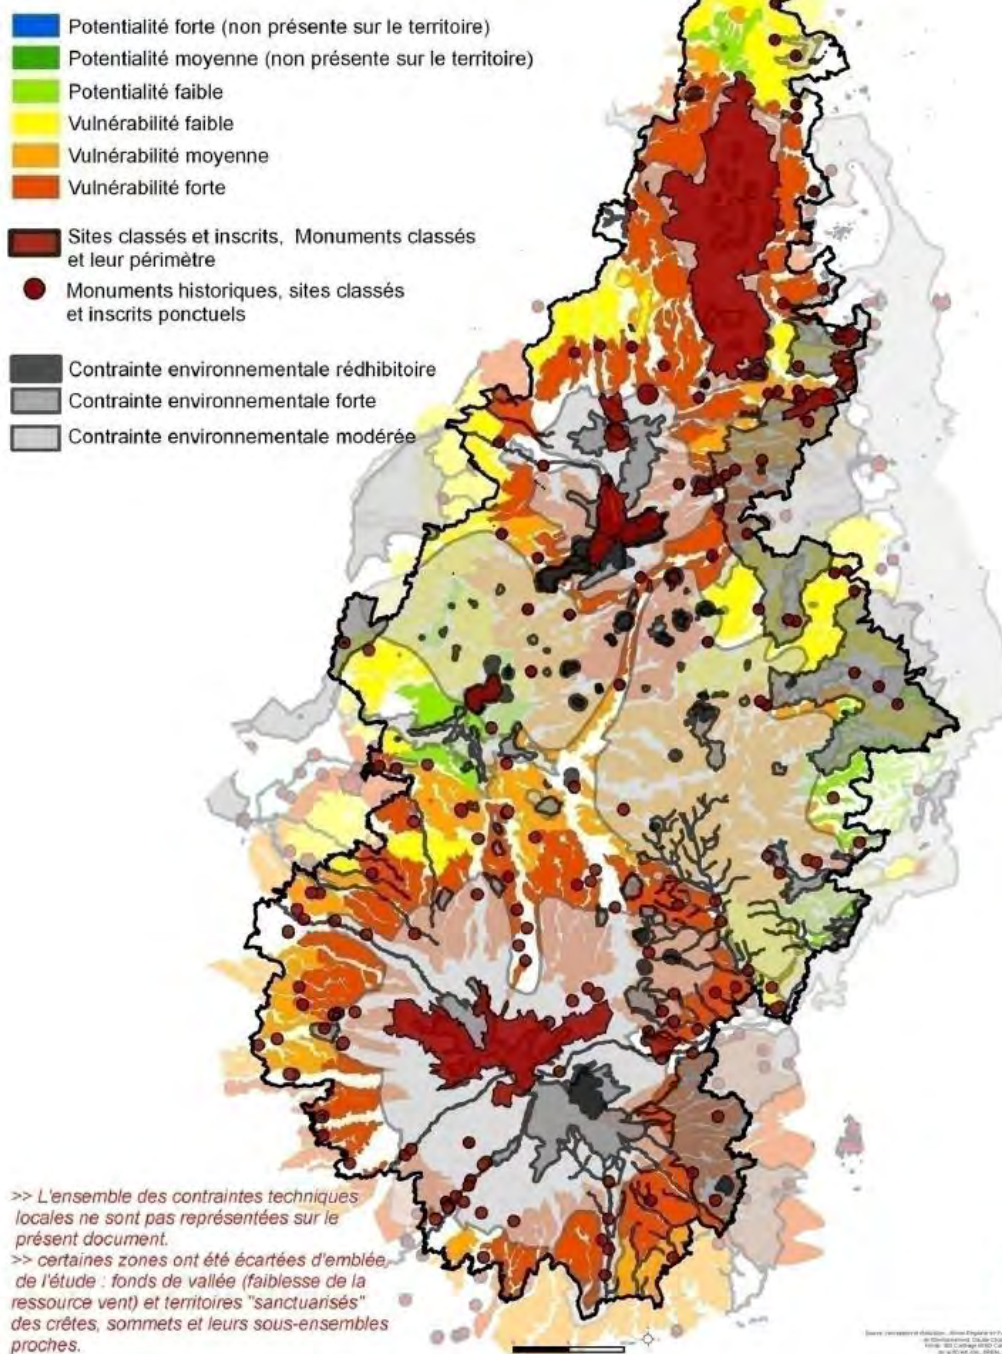 Potentialité forte (non présente sur le territoire)
Potentialité moyenne (non présente sur le territoire)
Potentialité faible
Vulnérabilité faible
Vulnérabilité moyenne
Vulnérabilité forte
Sites classés et inscrits, Monuments classés
et leur périmètre
Monuments historiques, sites classés
et inscrits ponctuels
Contrainte environnementale rédhibitoire
Contrainte environnementale forte
Contrainte environnementale modérée
>> L'ensemble des contraintes techniques
locales ne sont pas représentées sur le
présent document.
>> certaines zones ont été écartées d'emblée
de l'étude : fonds de vallée (faiblesse de la
ressource vent) et territoires "sanctuarisés"
des crêtes, sommets et leurs sous-ensembles
proches.